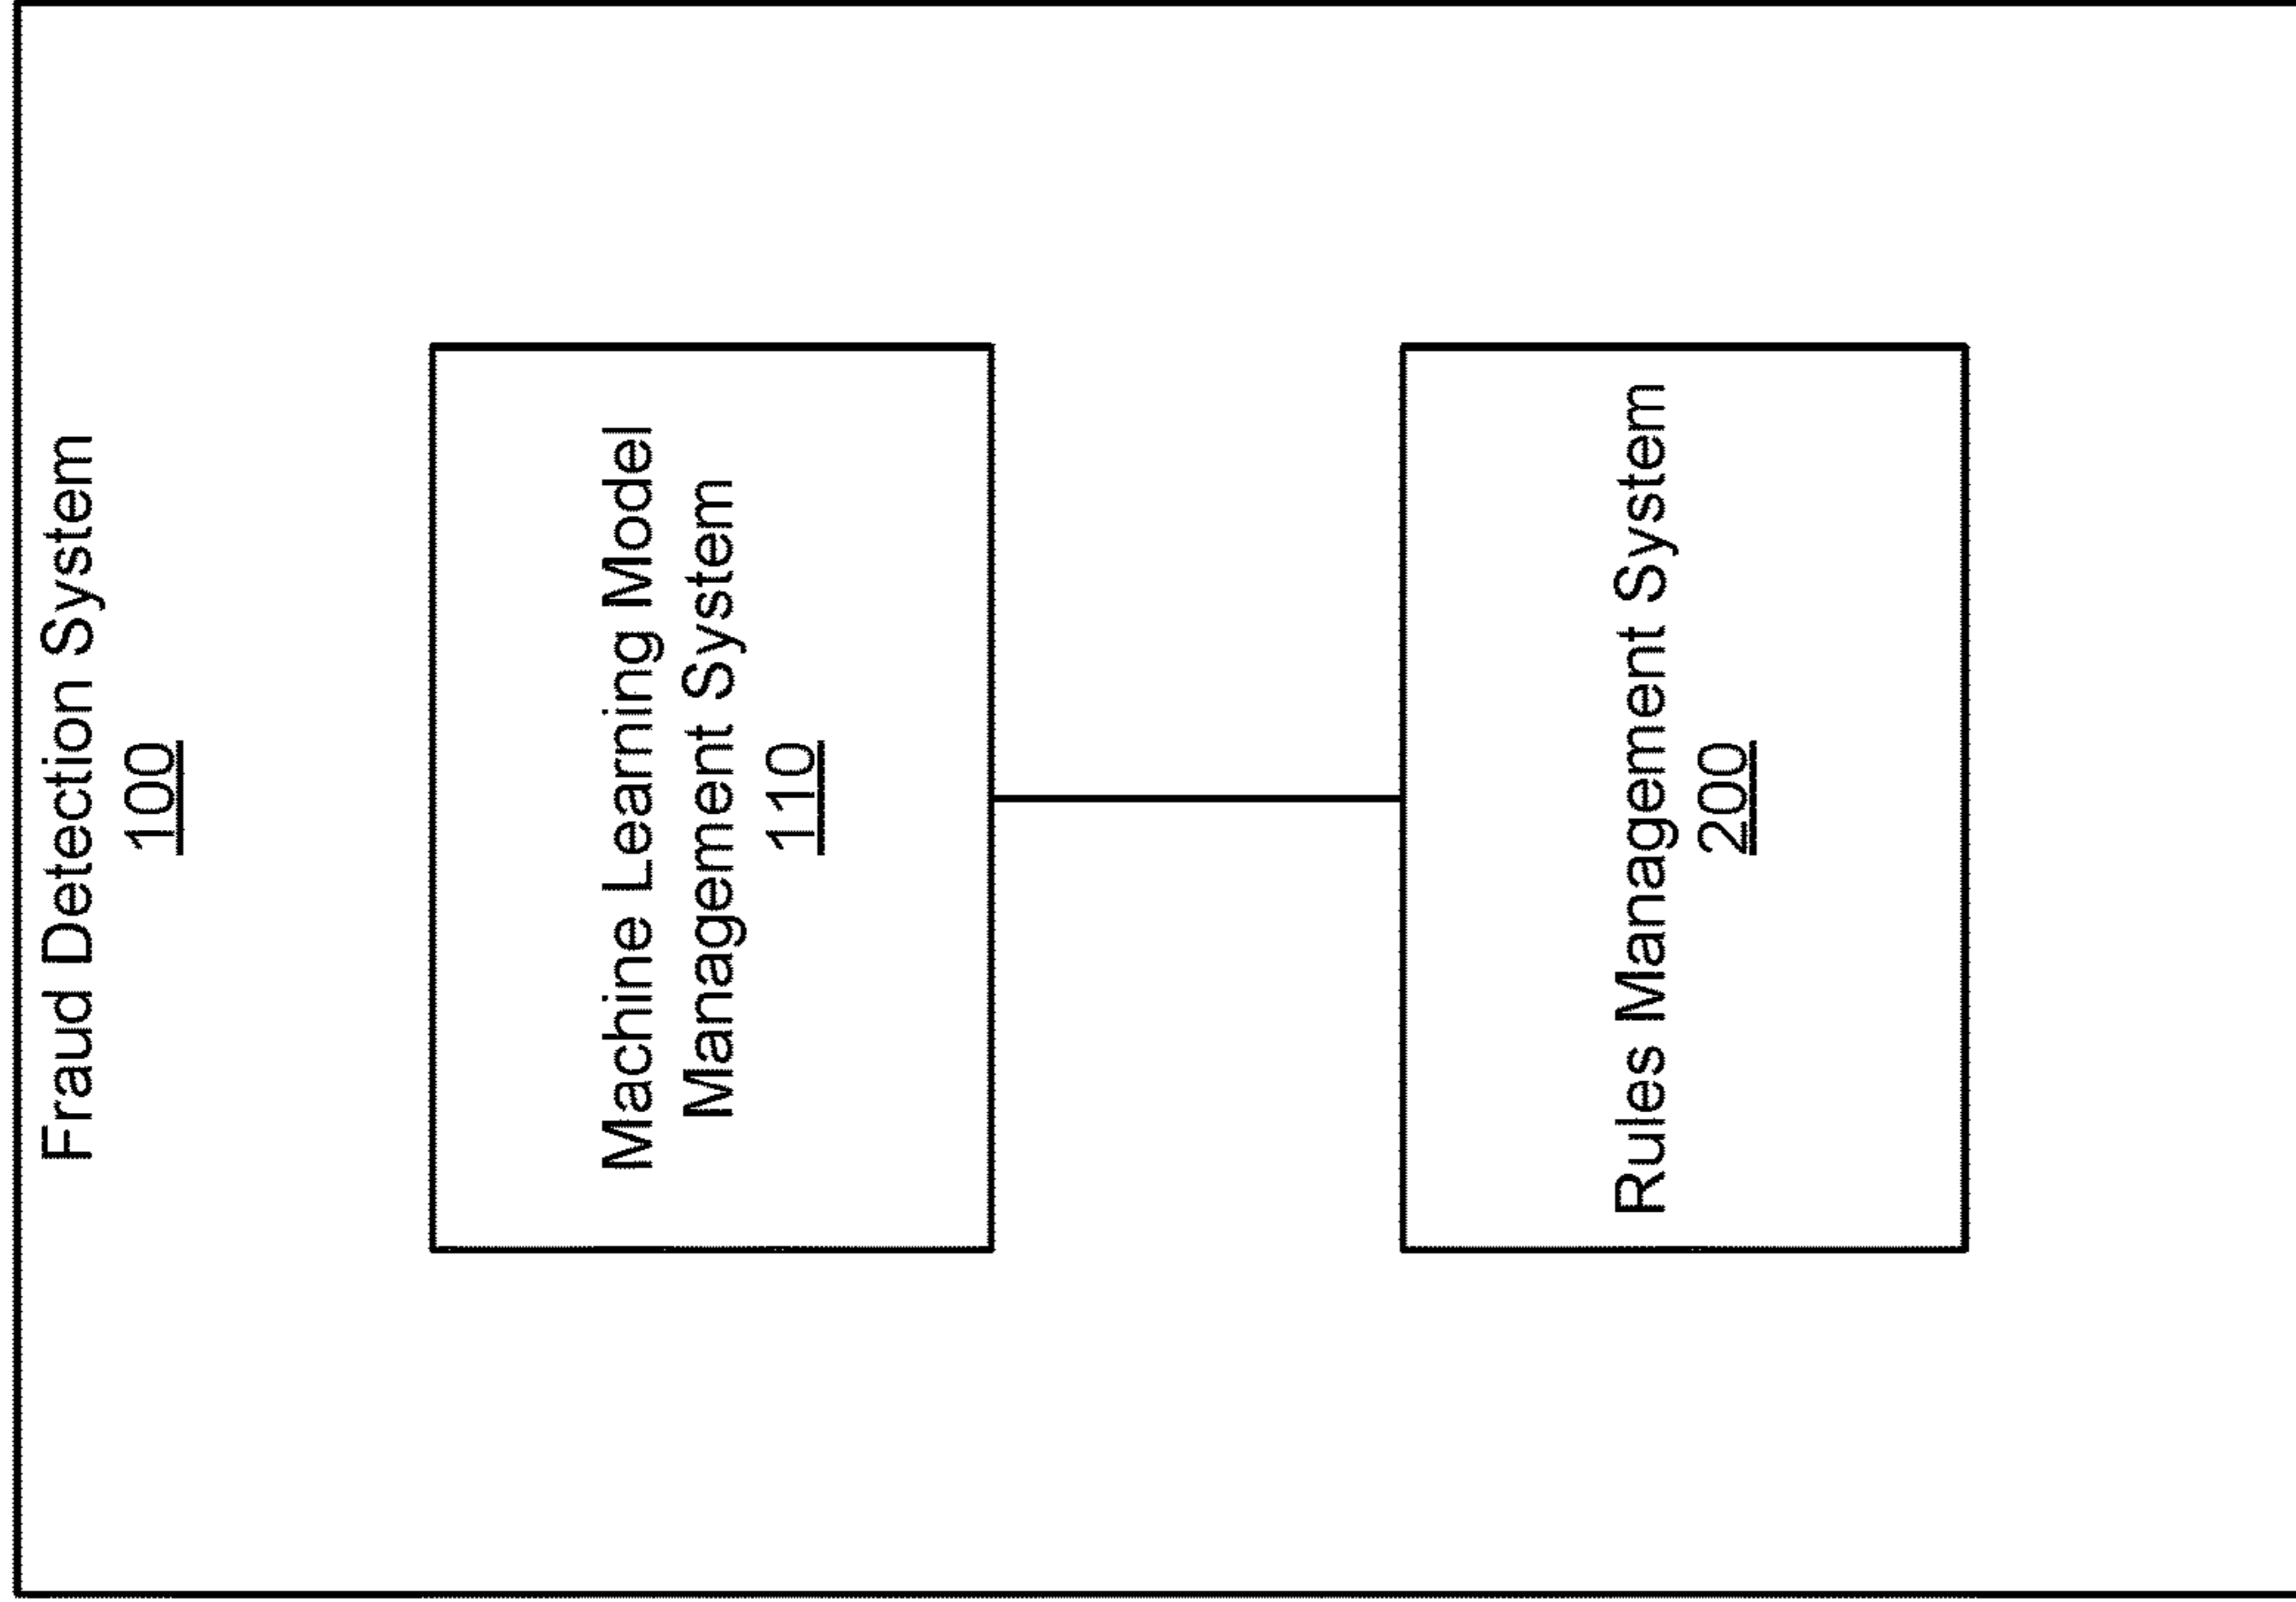 Fraud Detection System
100
Machine Learning Model
Management System
110
Rules Management System
200